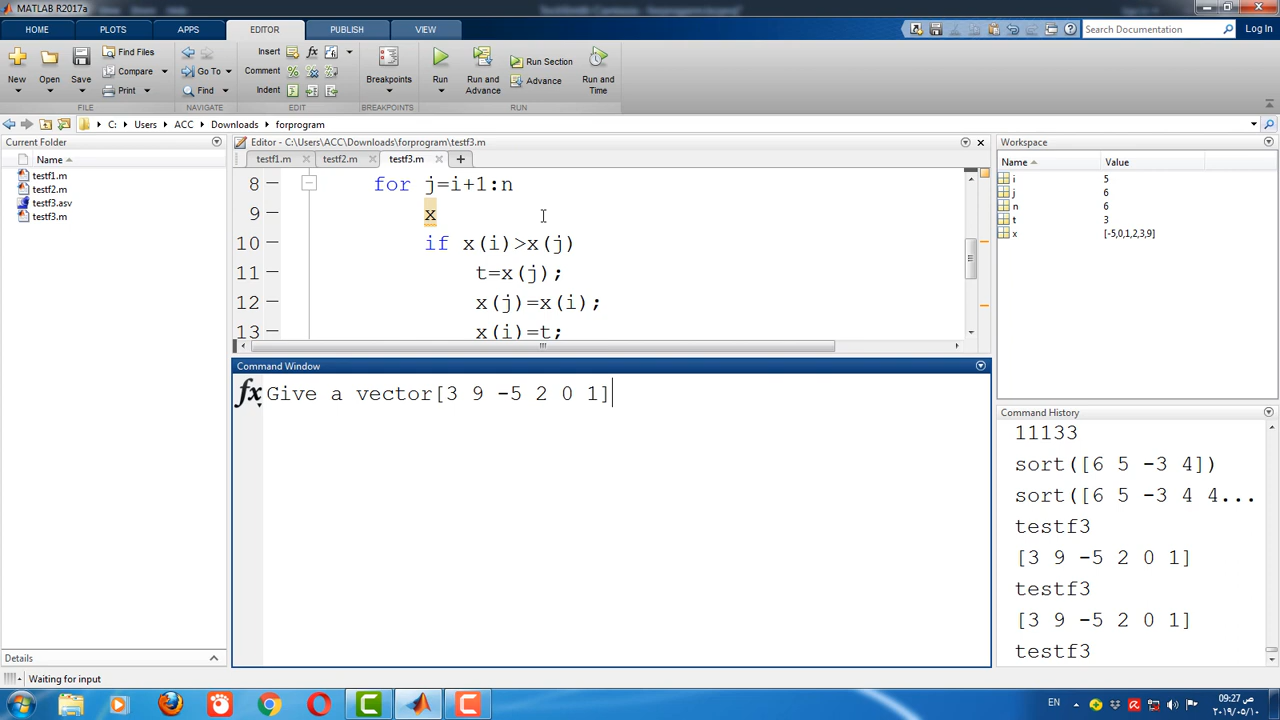 MATLAB R2017a
HOME PLOTS APPS EDITOR PUBLISH VIEW Search Documentation Log In
New Open Save Find Files Compare Print Insert fx Comment Indent Go To Find Breakpoints Run Run and Advance Run Section Advance Run and Time
FILE NAVIGATE EDIT BREAKPOINTS RUN
C: Users ACC Downloads forprogram
Current Folder
Name
testf1.m
testf2.m
testf3.asv
testf3.m
Details
Editor - C:\Users\ACC\Downloads\forprogram\testf3.m
testf1.m testf2.m testf3.m
8 for j=i+1:n
9 x
10 if x(i)>x(j)
11 t=x(j);
12 x(j)=x(i);
13 x(i)=t;
Command Window
fx Give a vector[3 9 -5 2 0 1]
Workspace
Name Value
i 5
j 6
n 6
t 3
x [-5,0,1,2,3,9]
Command History
11133
sort([6 5 -3 4])
sort([6 5 -3 4 4...
testf3
[3 9 -5 2 0 1]
testf3
[3 9 -5 2 0 1]
testf3
Waiting for input
EN
09:27 ص
٢٠١٩/٠٥/١٠